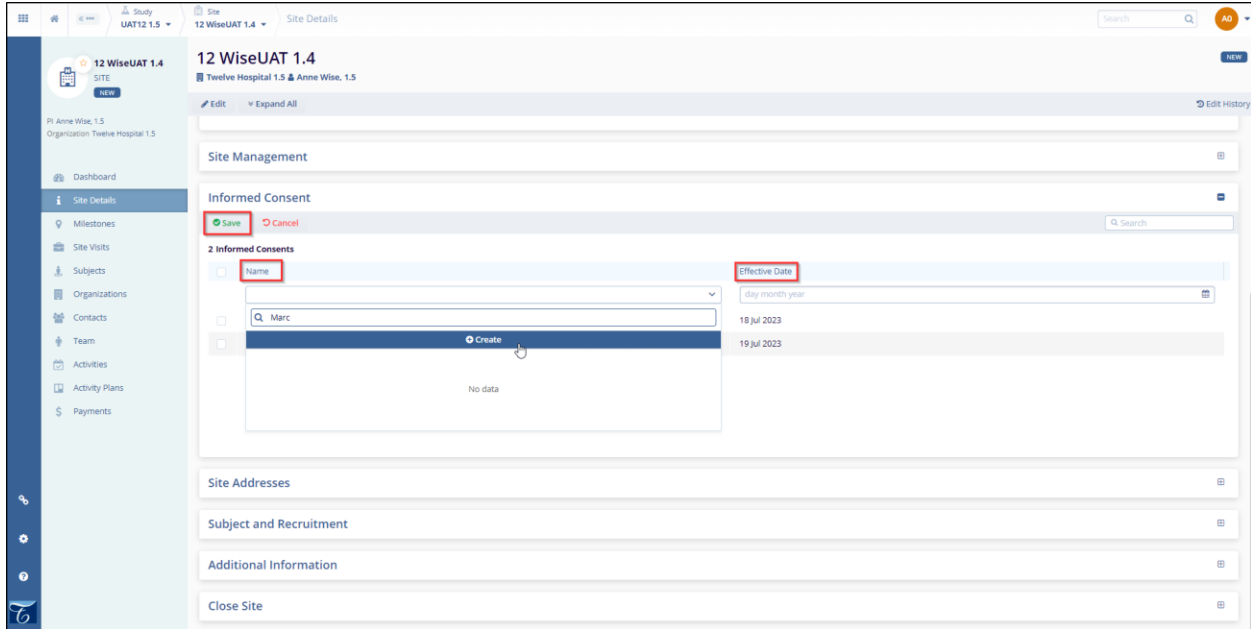 Study
UAT12 1.5
Site
12 WiseUAT 1.4
Site Details
Search
AO
12 WiseUAT 1.4
SITE
NEW
PI Anne Wise, 1.5
Organization Twelve Hospital 1.5
Dashboard
Site Details
Milestones
Site Visits
Subjects
Organizations
Contacts
Team
Activities
Activity Plans
Payments
12 WiseUAT 1.4
NEW
Twelve Hospital 1.5 Anne Wise, 1.5
Edit Expand All Edit History
Site Management
Informed Consent
Save Cancel Search
2 Informed Consents
Name Effective Date
day month year
Marc 18 Jul 2023
Create 19 Jul 2023
No data
Site Addresses
Subject and Recruitment
Additional Information
Close Site